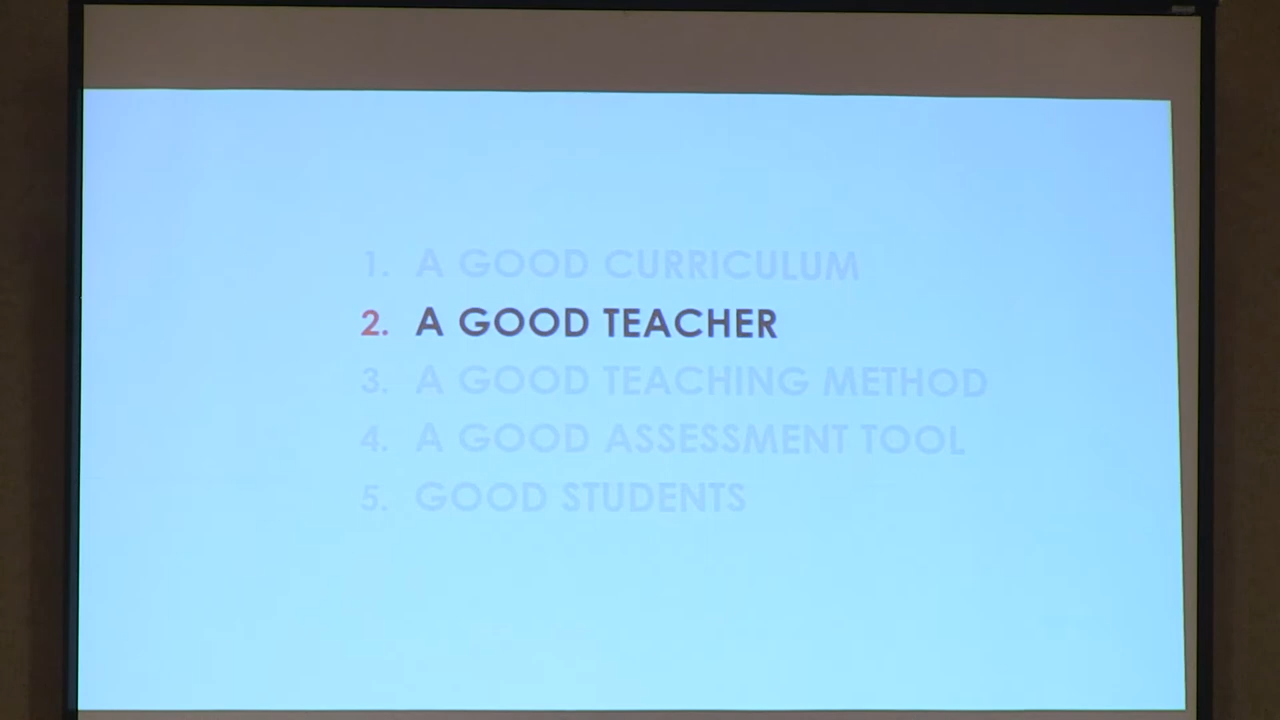 1. A GOOD CURRICULUM
2. A GOOD TEACHER
3. A GOOD TEACHING METHOD
4. A GOOD ASSESSMENT TOOL
5. GOOD STUDENTS